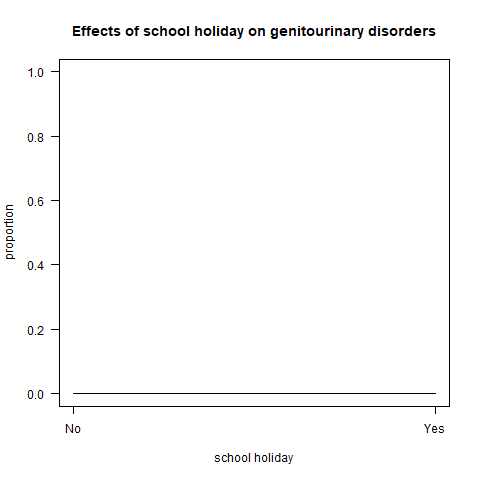 Effects of school holiday on genitourinary disorders
1.0
0.8
0.6
0.4
0.2
0.0
proportion
No
Yes
school holiday